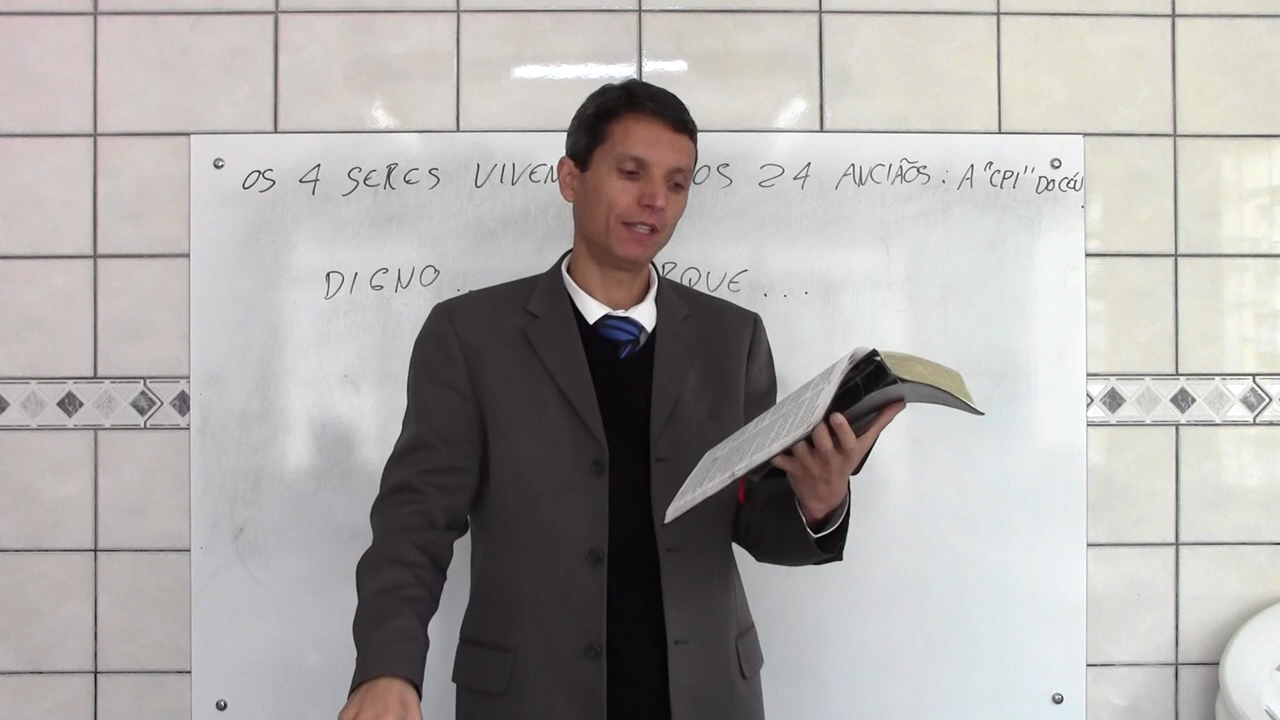 OS 4 SERES VIVEN OS 24 ANCIÃOS: A "CPI" DO CÉU
DIGNO .. RQUE ...